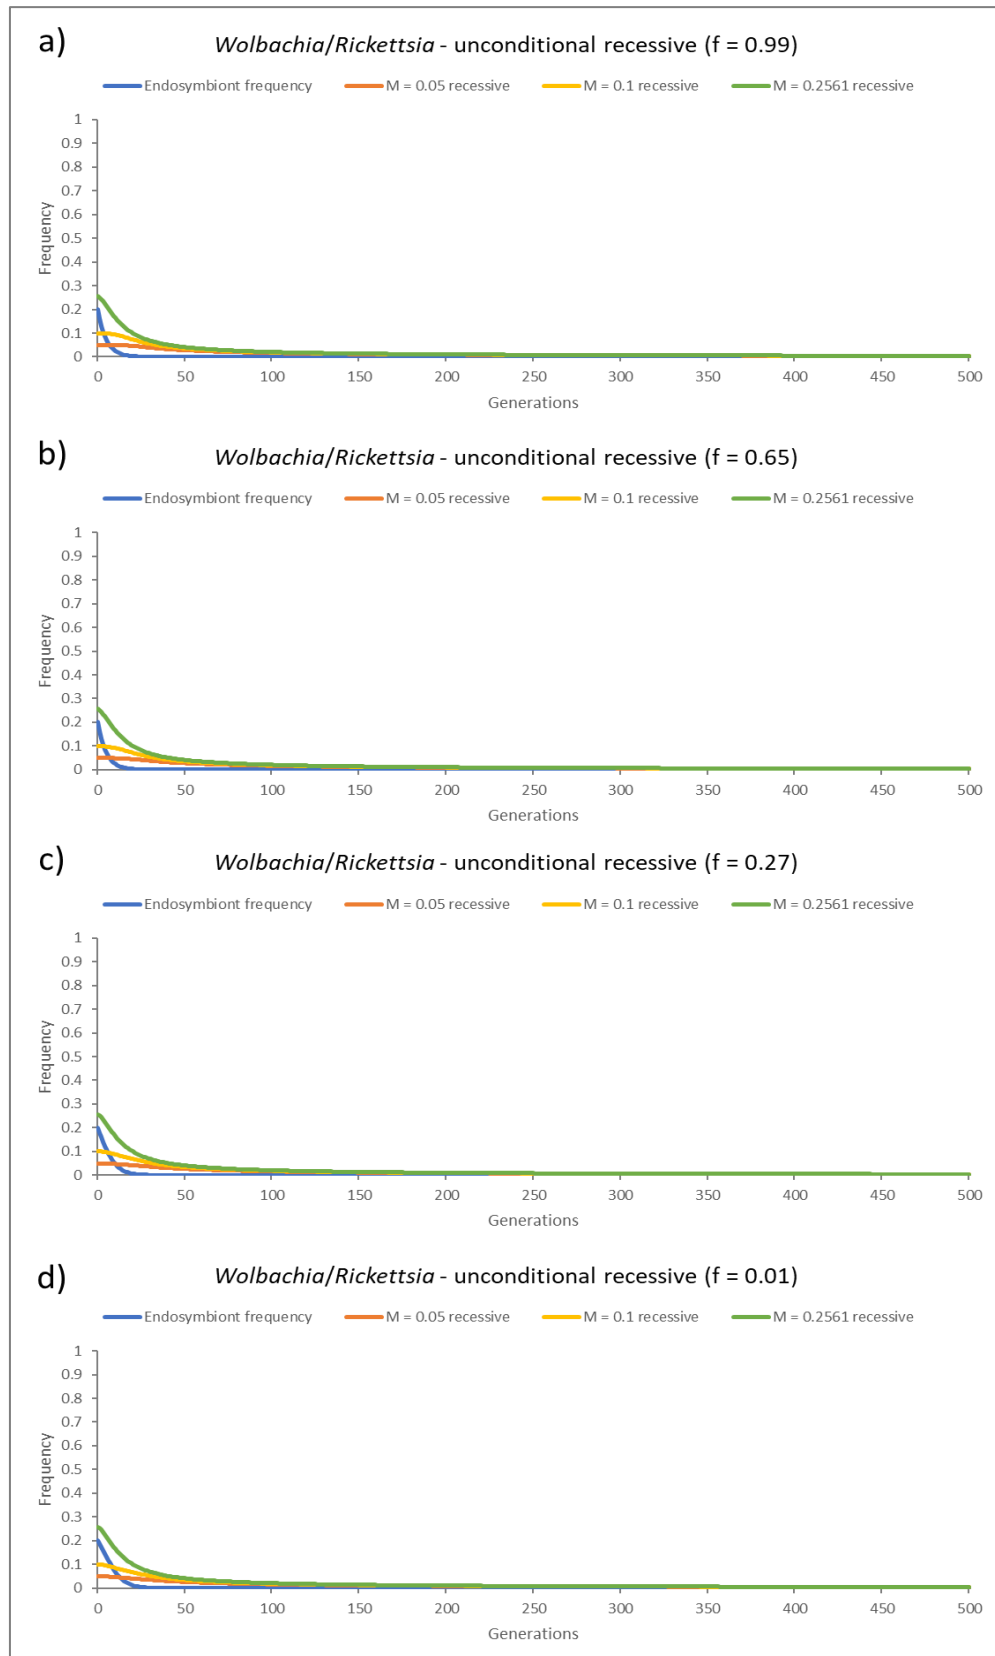 a)
Wolbachia/Rickettsia - unconditional recessive (f = 0.99)
Endosymbiont frequency M = 0.05 recessive M = 0.1 recessive M = 0.2561 recessive
1
0.9
0.8
0.7
0.6
0.5
0.4
0.3
0.2
0.1
0
Frequency
0 50 100 150 200 250 300 350 400 450 500
Generations
b)
Wolbachia/Rickettsia - unconditional recessive (f = 0.65)
Endosymbiont frequency M = 0.05 recessive M = 0.1 recessive M = 0.2561 recessive
1
0.9
0.8
0.7
0.6
0.5
0.4
0.3
0.2
0.1
0
Frequency
0 50 100 150 200 250 300 350 400 450 500
Generations
c)
Wolbachia/Rickettsia - unconditional recessive (f = 0.27)
Endosymbiont frequency M = 0.05 recessive M = 0.1 recessive M = 0.2561 recessive
1
0.9
0.8
0.7
0.6
0.5
0.4
0.3
0.2
0.1
0
Frequency
0 50 100 150 200 250 300 350 400 450 500
Generations
d)
Wolbachia/Rickettsia - unconditional recessive (f = 0.01)
Endosymbiont frequency M = 0.05 recessive M = 0.1 recessive M = 0.2561 recessive
1
0.9
0.8
0.7
0.6
0.5
0.4
0.3
0.2
0.1
0
Frequency
0 50 100 150 200 250 300 350 400 450 500
Generations